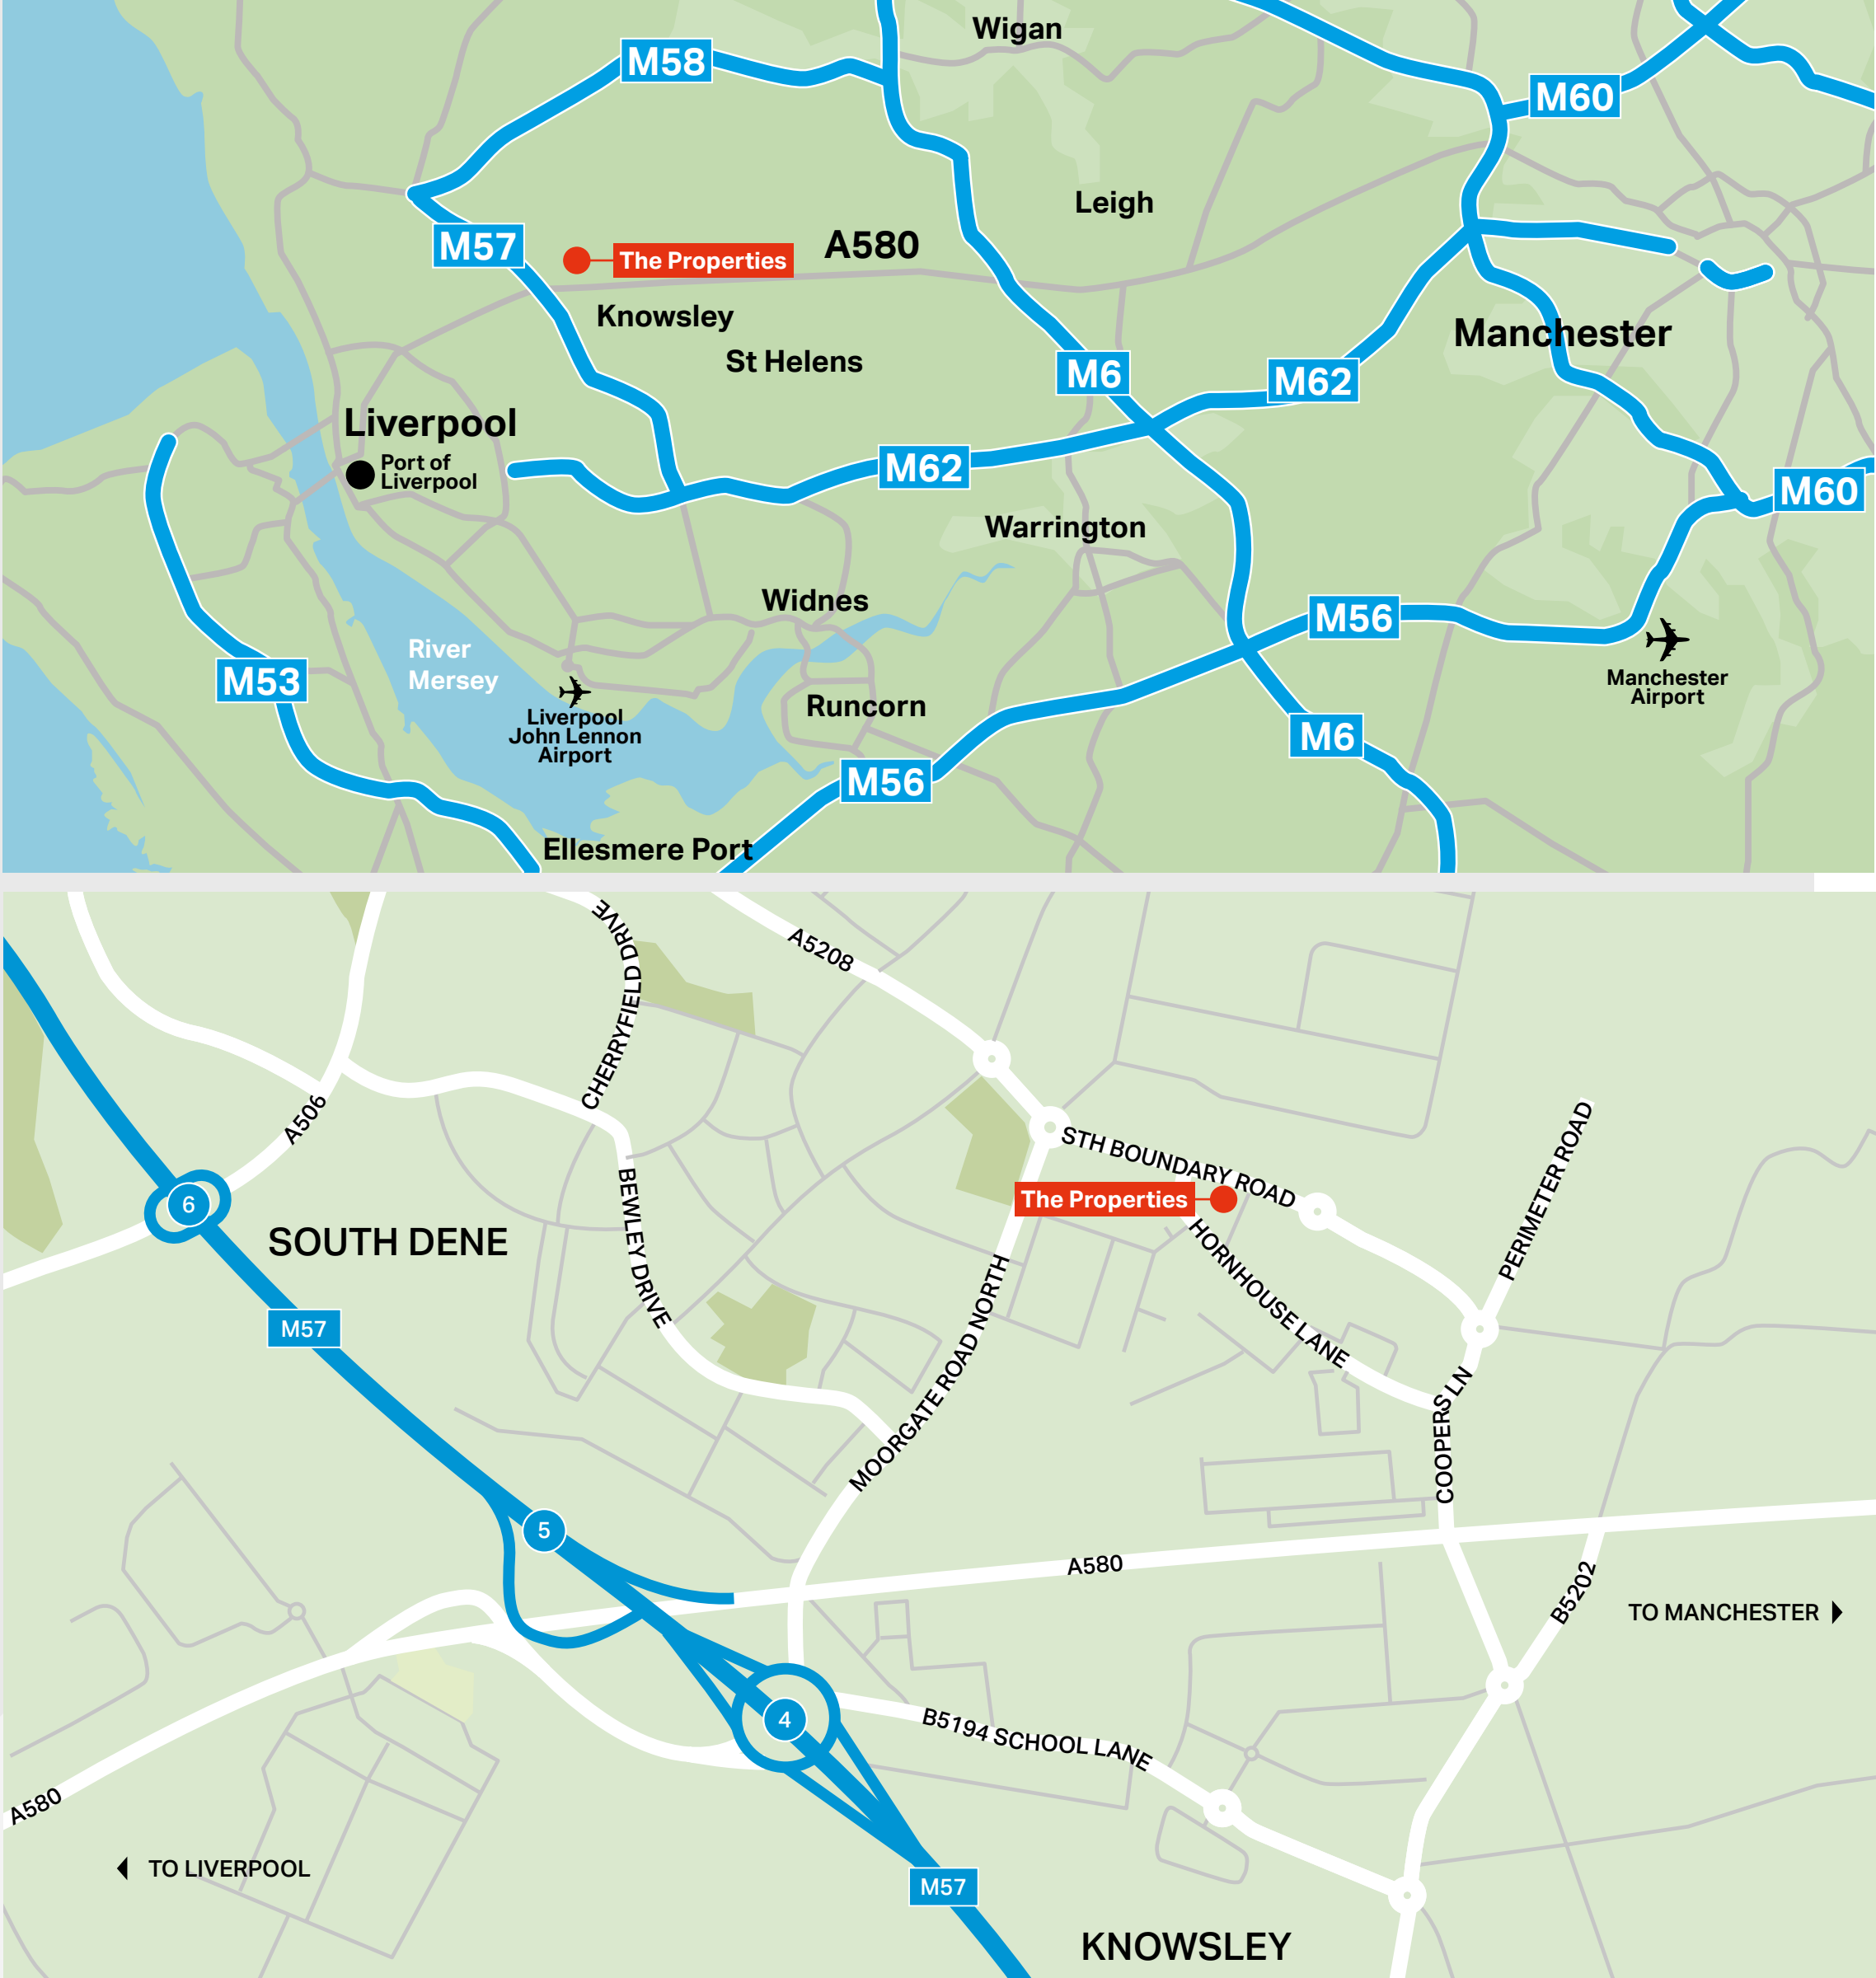 Wigan
M58
M60
Leigh
M57
The Properties
A580
Knowsley
St Helens
Manchester
M6
M62
Liverpool
Port of
Liverpool
M62
M60
Warrington
Widnes
M56
River
Mersey
M53
Manchester
Airport
Liverpool
John Lennon
Airport
Runcorn
M6
M56
Ellesmere Port
CHERRYFIELD DRIVE
A5208
A506
STH BOUNDARY ROAD
PERIMETER ROAD
The Properties
6
SOUTH DENE
BEWLEY DRIVE
HORNHOUSE LANE
M57
MOORGATE ROAD NORTH
COOPERS LN
5
A580
B5202
TO MANCHESTER
4
B5194 SCHOOL LANE
A580
TO LIVERPOOL
M57
KNOWSLEY